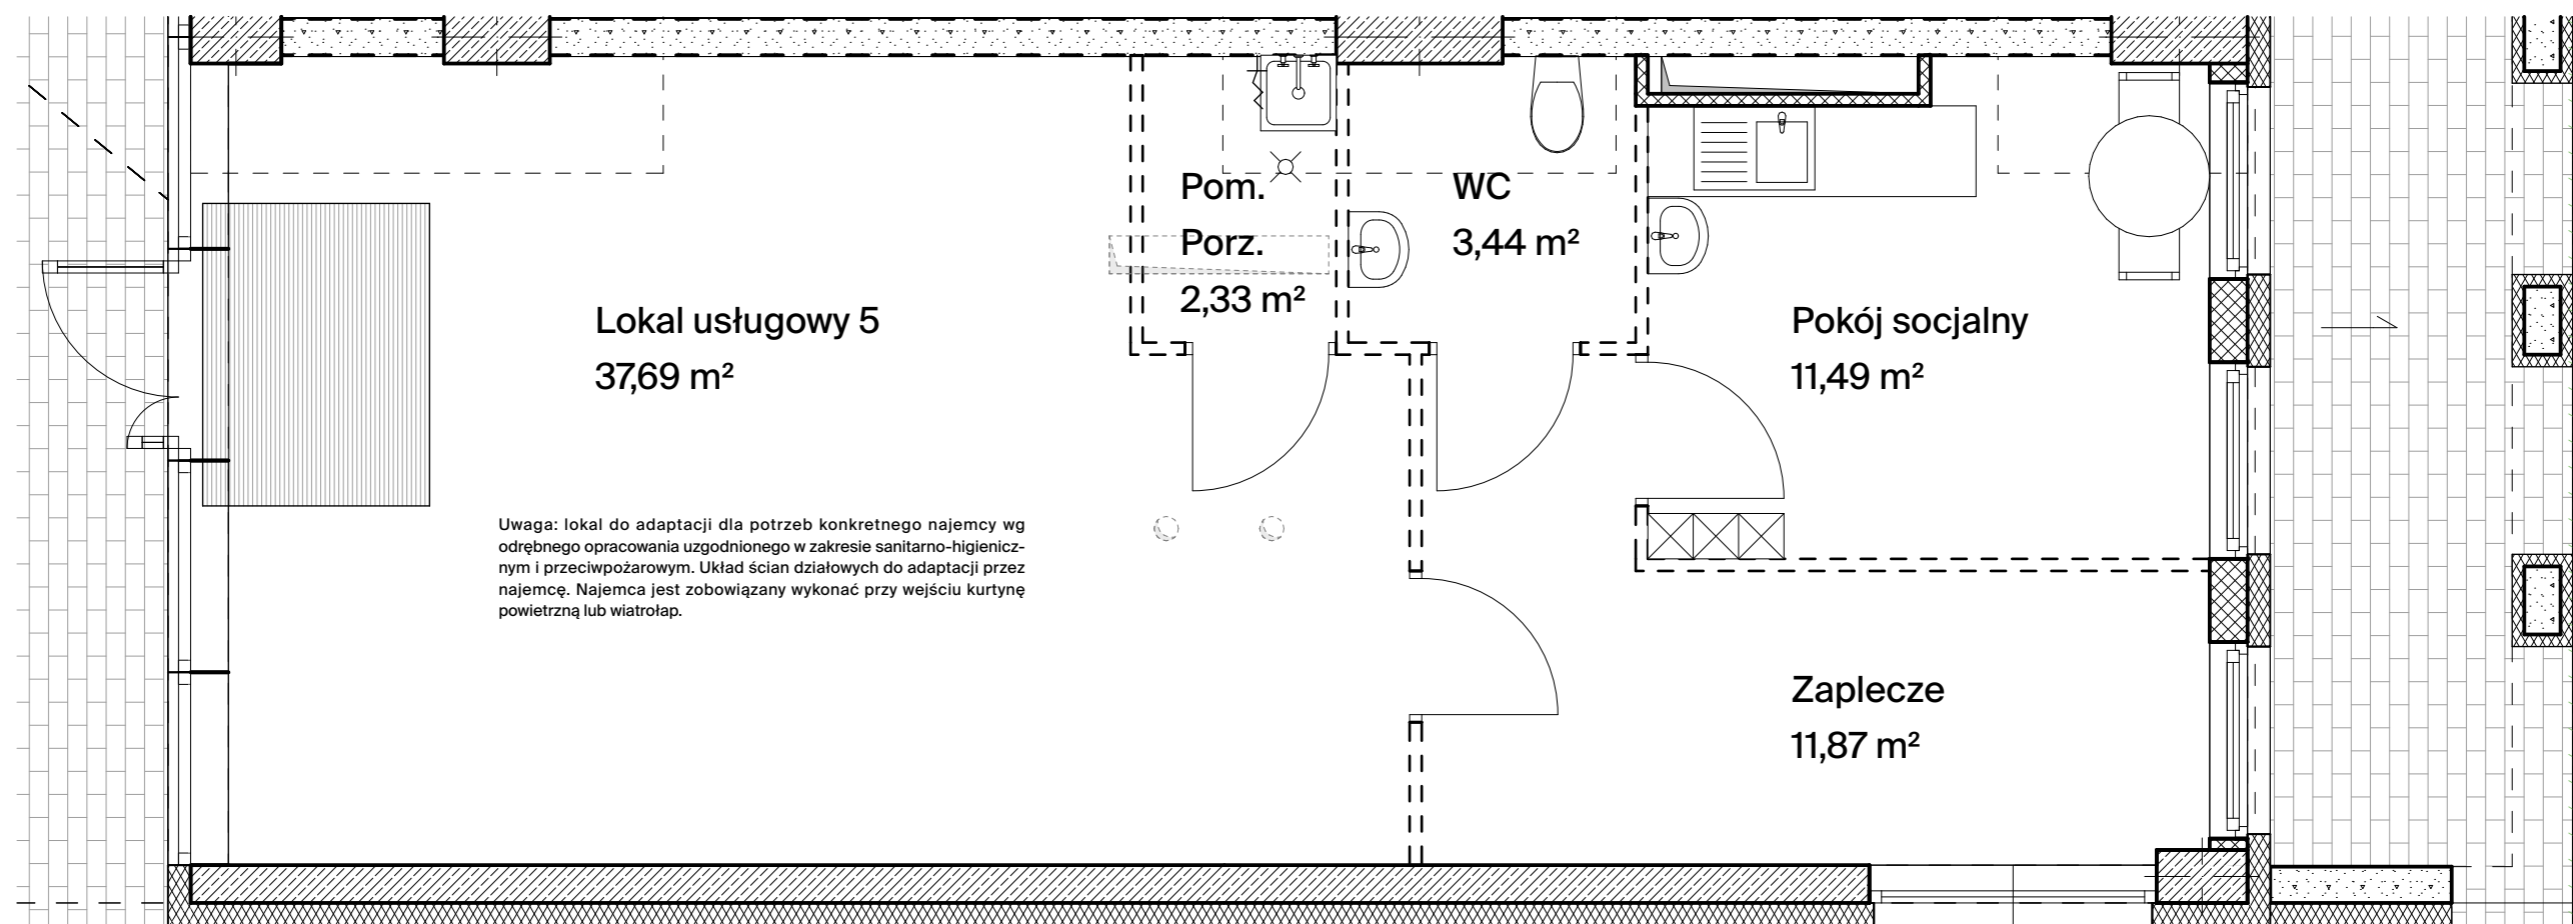 Pom.
Porz.
2,33 m²
WC
3,44 m²
Lokal usługowy 5
37,69 m²
Pokój socjalny
11,49 m²
Uwaga: lokal do adaptacji dla potrzeb konkretnego najemcy wg
odrębnego opracowania uzgodnionego w zakresie sanitarno-higienicz-
nym i przeciwpożarowym. Układ ścian działowych do adaptacji przez
najemcę. Najemca jest zobowiązany wykonać przy wejściu kurtynę
powietrzną lub wiatrołap.
Zaplecze
11,87 m²